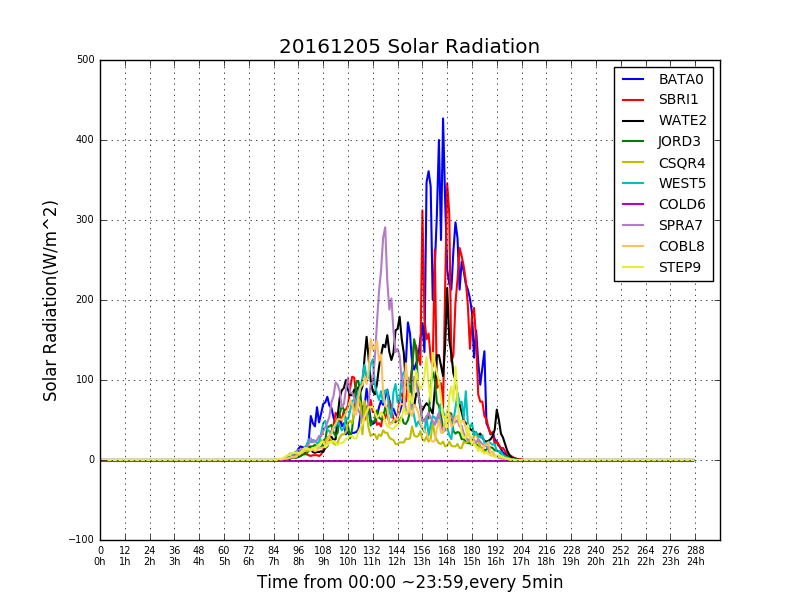 20161205 Solar Radiation
500
400
300
200
100
0
−100
Solar Radiation(W/m^2)
BATA0
SBRI1
WATE2
JORD3
CSQR4
WEST5
COLD6
SPRA7
COBL8
STEP9
0 12 24 36 48 60 72 84 96 108 120 132 144 156 168 180 192 204 216 228 240 252 264 276 288
0h 1h 2h 3h 4h 5h 6h 7h 8h 9h 10h 11h 12h 13h 14h 15h 16h 17h 18h 19h 20h 21h 22h 23h 24h
Time from 00:00 ~23:59,every 5min